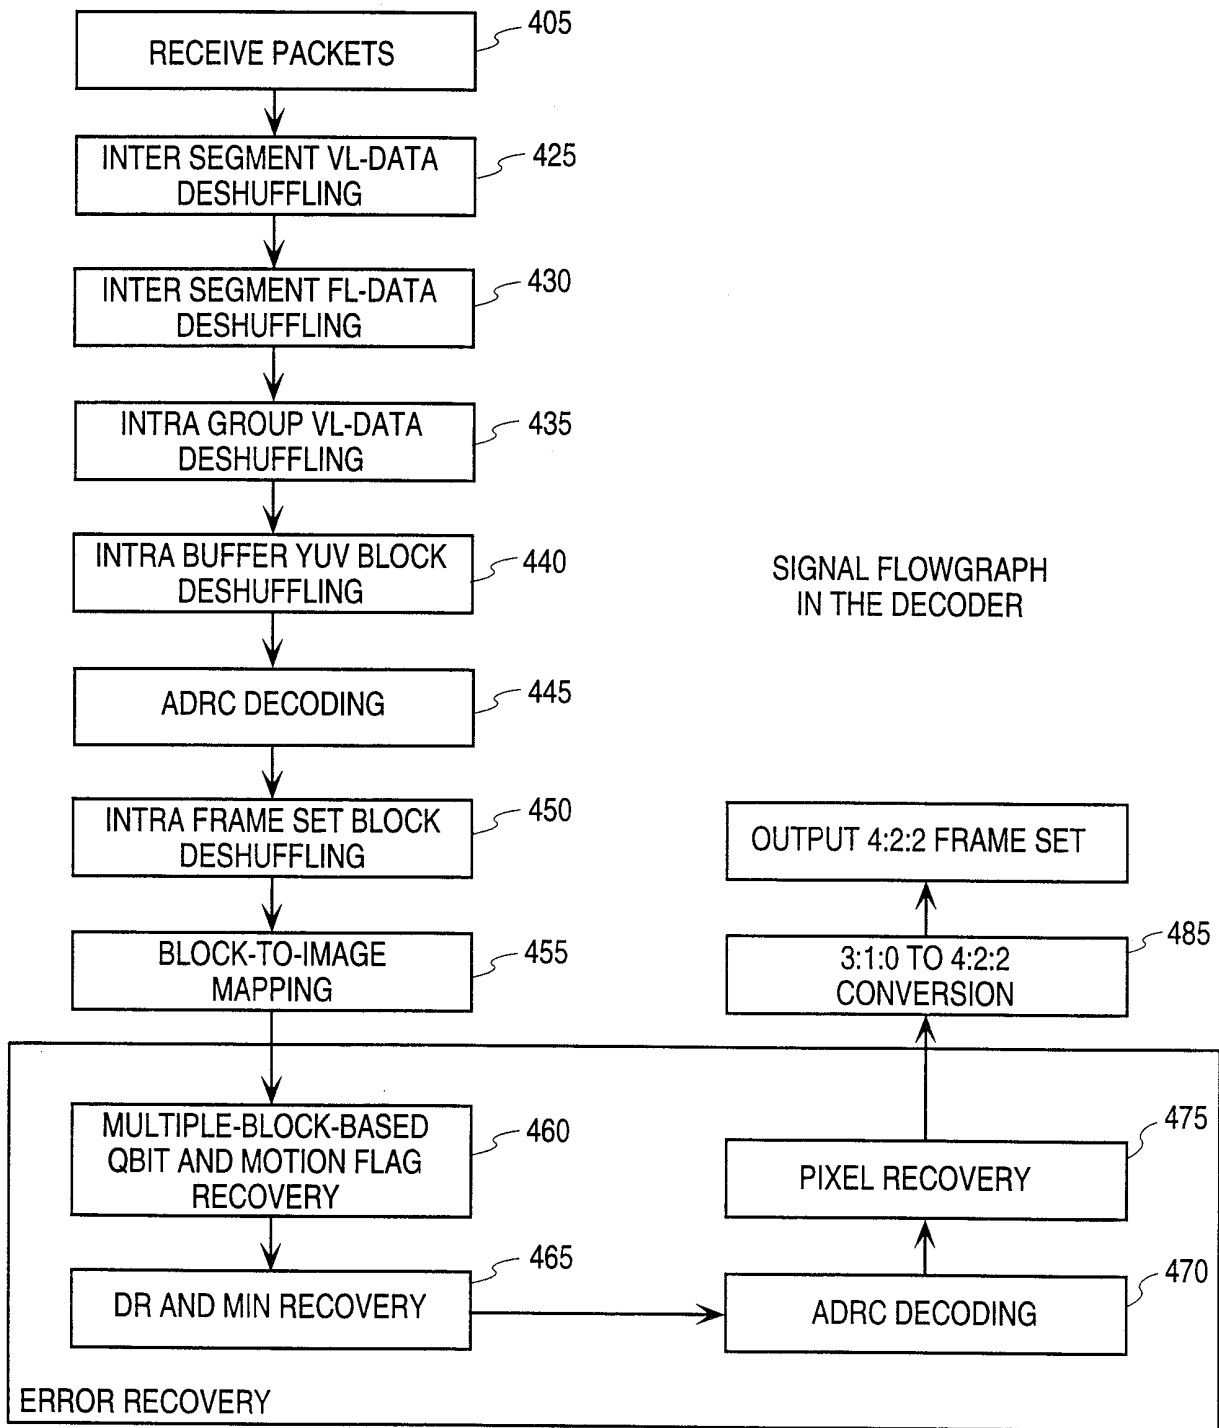 RECEIVE PACKETS
405
INTER SEGMENT VL-DATA
DESHUFFLING
425
INTER SEGMENT FL-DATA
DESHUFFLING
430
INTRA GROUP VL-DATA
DESHUFFLING
435
INTRA BUFFER YUV BLOCK
DESHUFFLING
440
SIGNAL FLOWGRAPH
IN THE DECODER
ADRC DECODING
445
INTRA FRAME SET BLOCK
DESHUFFLING
450
BLOCK-TO-IMAGE
MAPPING
455
MULTIPLE-BLOCK-BASED
QBIT AND MOTION FLAG
RECOVERY
460
DR AND MIN RECOVERY
465
ADRC DECODING
470
PIXEL RECOVERY
475
3:1:0 TO 4:2:2
CONVERSION
485
OUTPUT 4:2:2 FRAME SET
ERROR RECOVERY